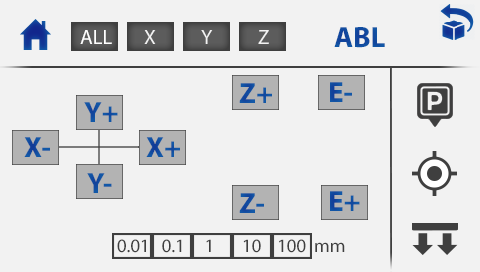 ALL X Y Z ABL
Z+ E-
Y+
X- X+
Y-
Z- E+
0.01 0.1 1 10 100 mm
P